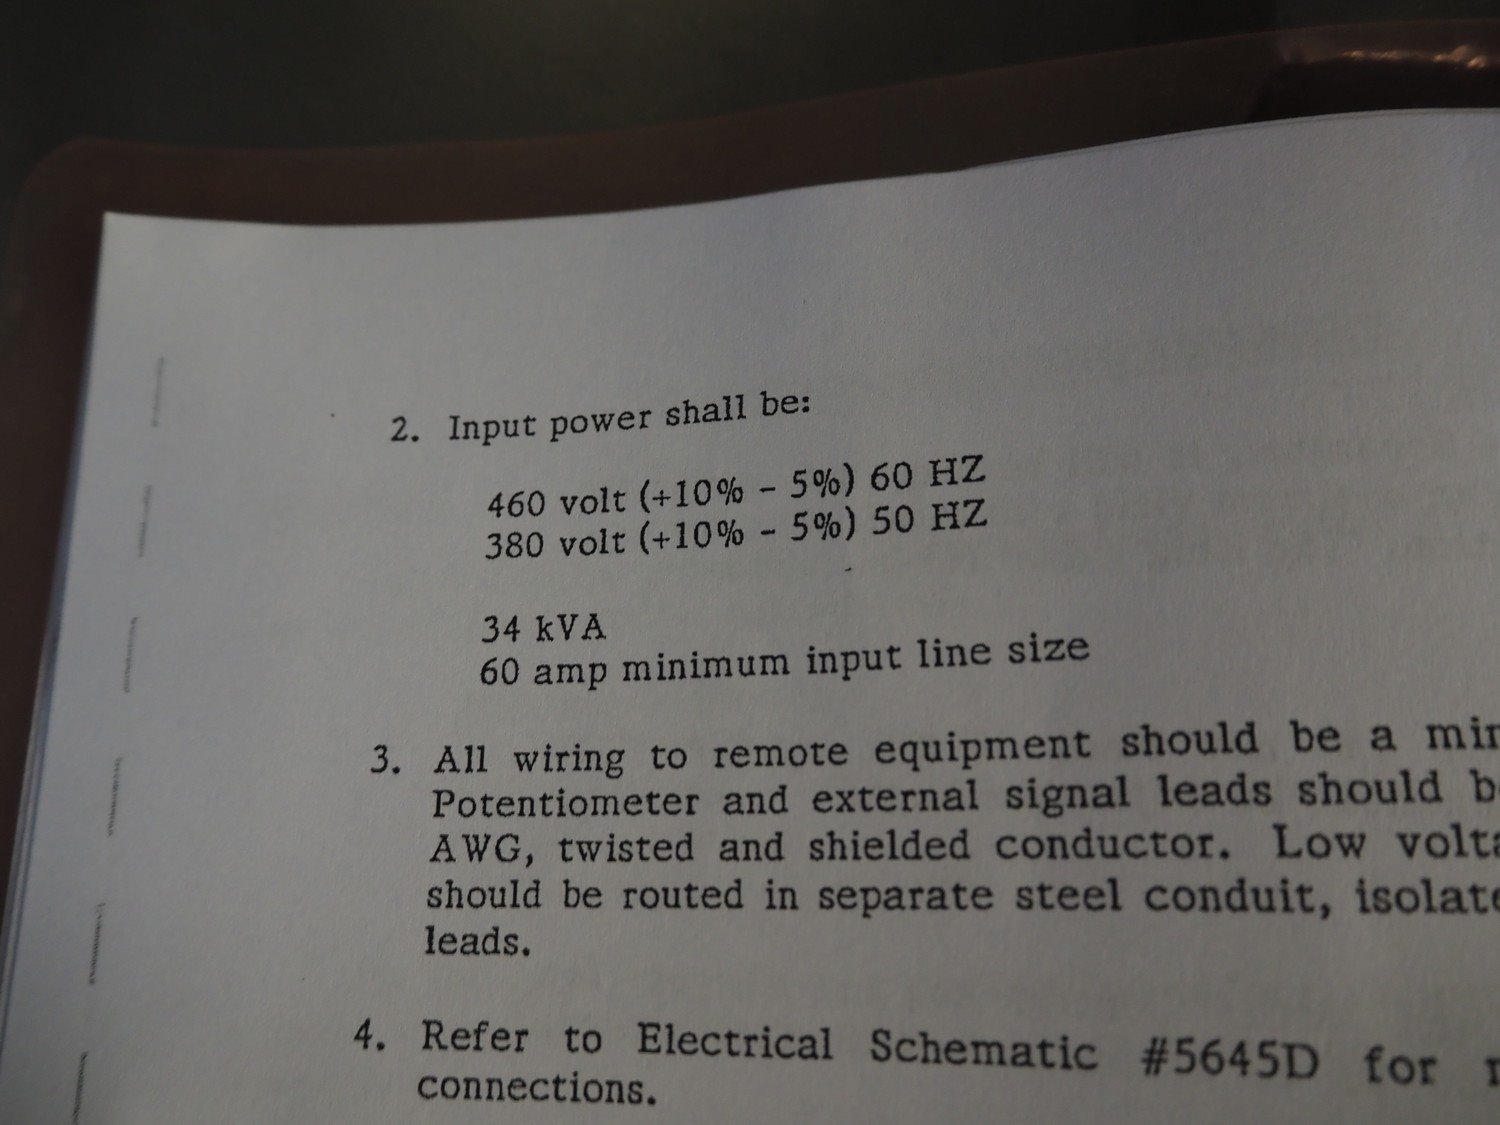 2. Input power shall be:
460 volt (+10% - 5%) 60 HZ
380 volt (+10% - 5%) 50 HZ
34 kVA
60 amp minimum input line size
3. All wiring to remote equipment should be a
Potentiometer and external signal leads should
AWG, twisted and shielded conductor. Low
should be routed in separate steel conduit,
leads.
4. Refer to Electrical Schematic #5645D for
connections.